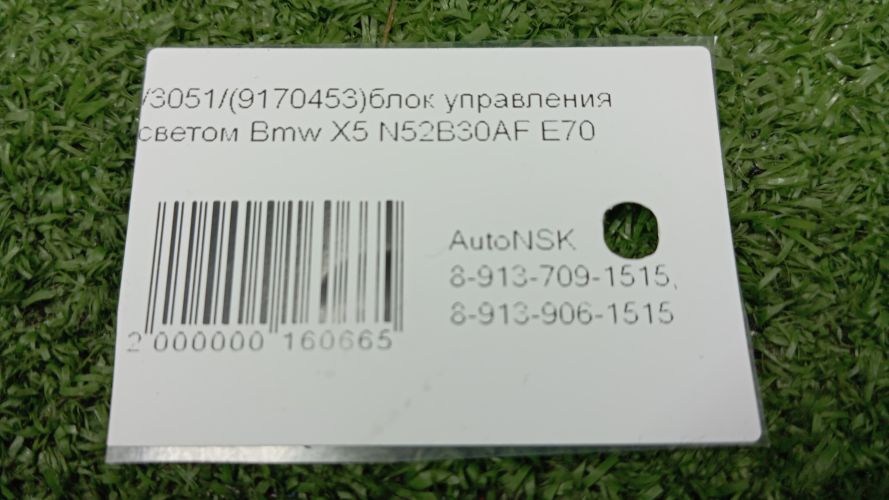 /3051/(9170453)блок управления
светом Bmw X5 N52B30AF E70
AutoNSK
8-913-709-1515,
8-913-906-1515
2 000000 160665